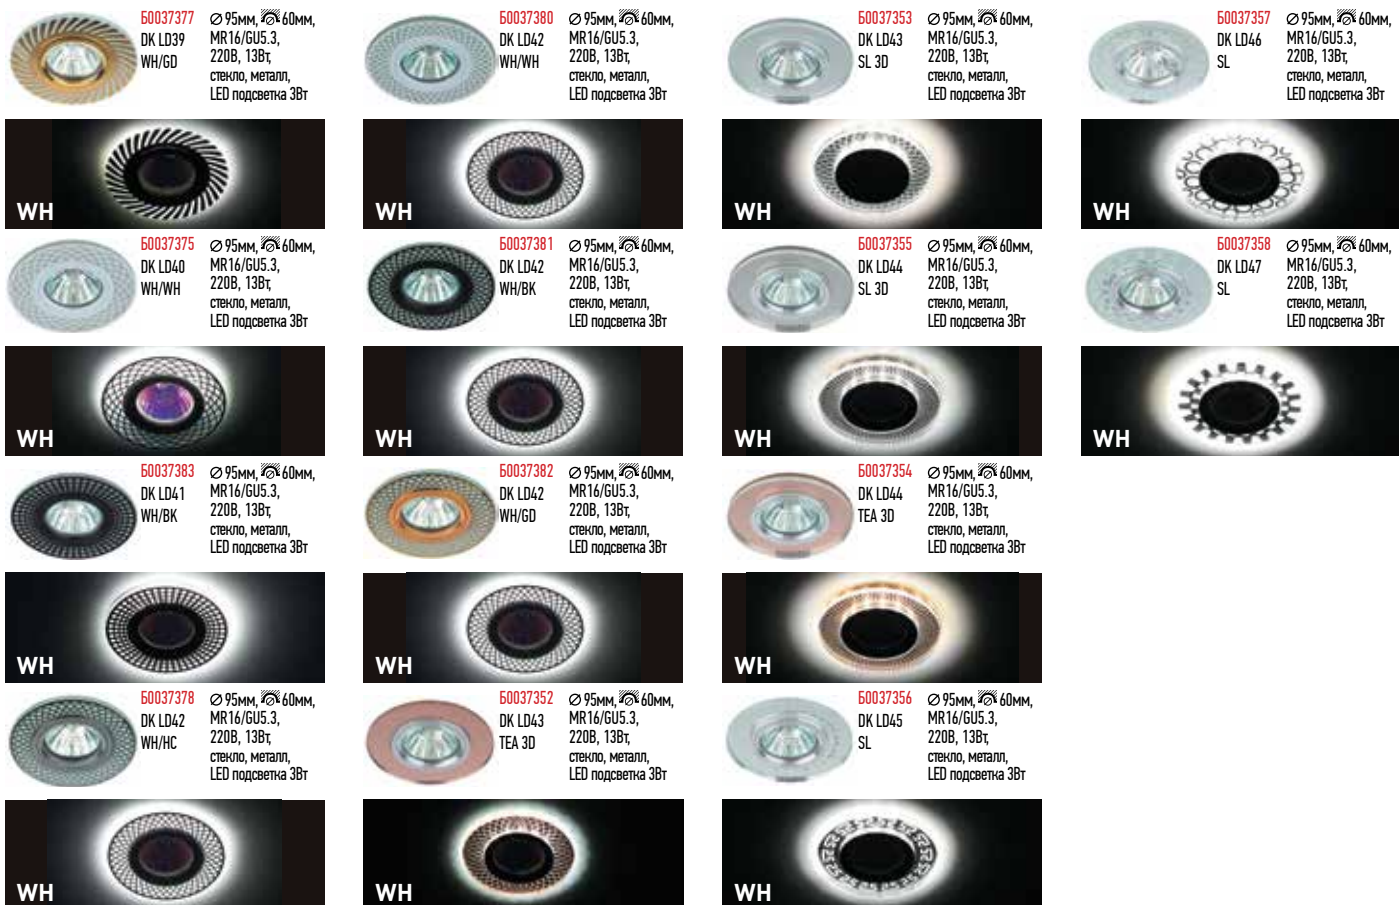 Б0037377
DK LD39
WH/GD
Ø 95мм, 60мм,
MR16/GU5.3,
220В, 13Вт,
стекло, металл,
LED подсветка 3Вт
WH
Б0037375
DK LD40
WH/WH
Ø 95мм, 60мм,
MR16/GU5.3,
220В, 13Вт,
стекло, металл,
LED подсветка 3Вт
WH
Б0037383
DK LD41
WH/BK
Ø 95мм, 60мм,
MR16/GU5.3,
220В, 13Вт,
стекло, металл,
LED подсветка 3Вт
WH
Б0037378
DK LD42
WH/HC
Ø 95мм, 60мм,
MR16/GU5.3,
220В, 13Вт,
стекло, металл,
LED подсветка 3Вт
WH
Б0037380
DK LD42
WH/WH
Ø 95мм, 60мм,
MR16/GU5.3,
220В, 13Вт,
стекло, металл,
LED подсветка 3Вт
WH
Б0037381
DK LD42
WH/BK
Ø 95мм, 60мм,
MR16/GU5.3,
220В, 13Вт,
стекло, металл,
LED подсветка 3Вт
WH
Б0037382
DK LD42
WH/GD
Ø 95мм, 60мм,
MR16/GU5.3,
220В, 13Вт,
стекло, металл,
LED подсветка 3Вт
WH
Б0037352
DK LD43
TEA 3D
Ø 95мм, 60мм,
MR16/GU5.3,
220В, 13Вт,
стекло, металл,
LED подсветка 3Вт
WH
Б0037353
DK LD43
SL 3D
Ø 95мм, 60мм,
MR16/GU5.3,
220В, 13Вт,
стекло, металл,
LED подсветка 3Вт
WH
Б0037355
DK LD44
SL 3D
Ø 95мм, 60мм,
MR16/GU5.3,
220В, 13Вт,
стекло, металл,
LED подсветка 3Вт
WH
Б0037354
DK LD44
TEA 3D
Ø 95мм, 60мм,
MR16/GU5.3,
220В, 13Вт,
стекло, металл,
LED подсветка 3Вт
WH
Б0037356
DK LD45
SL
Ø 95мм, 60мм,
MR16/GU5.3,
220В, 13Вт,
стекло, металл,
LED подсветка 3Вт
WH
Б0037357
DK LD46
SL
Ø 95мм, 60мм,
MR16/GU5.3,
220В, 13Вт,
стекло, металл,
LED подсветка 3Вт
WH
Б0037358
DK LD47
SL
Ø 95мм, 60мм,
MR16/GU5.3,
220В, 13Вт,
стекло, металл,
LED подсветка 3Вт
WH